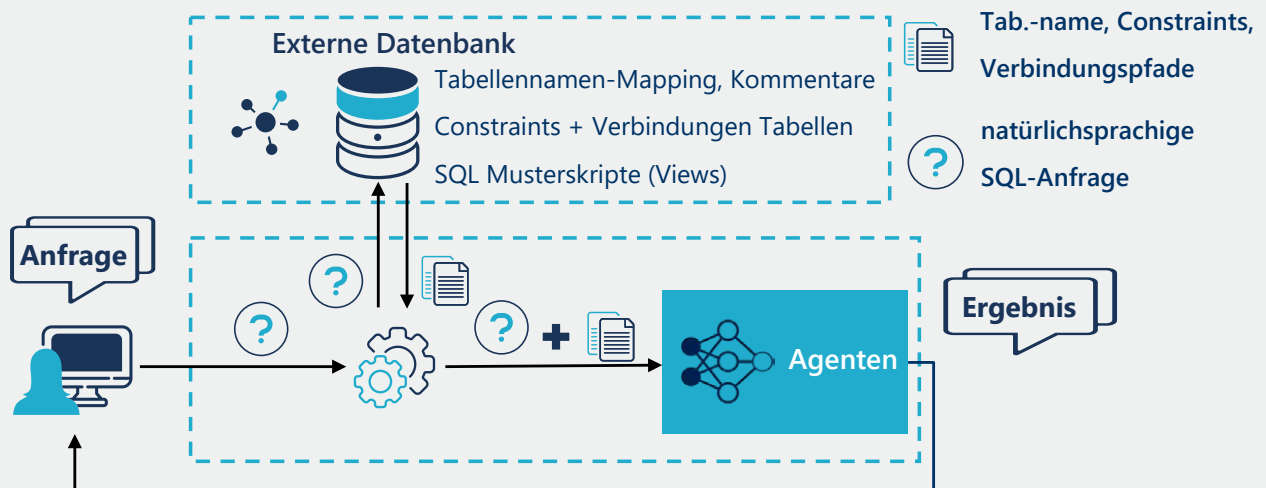 Externe Datenbank
Tabellennamen-Mapping, Kommentare
Constraints + Verbindungen Tabellen
SQL Musterskripte (Views)
Tab.-name, Constraints,
Verbindungspfade
?
natürlichsprachige
SQL-Anfrage
Anfrage
?
?
?
Agenten
Ergebnis